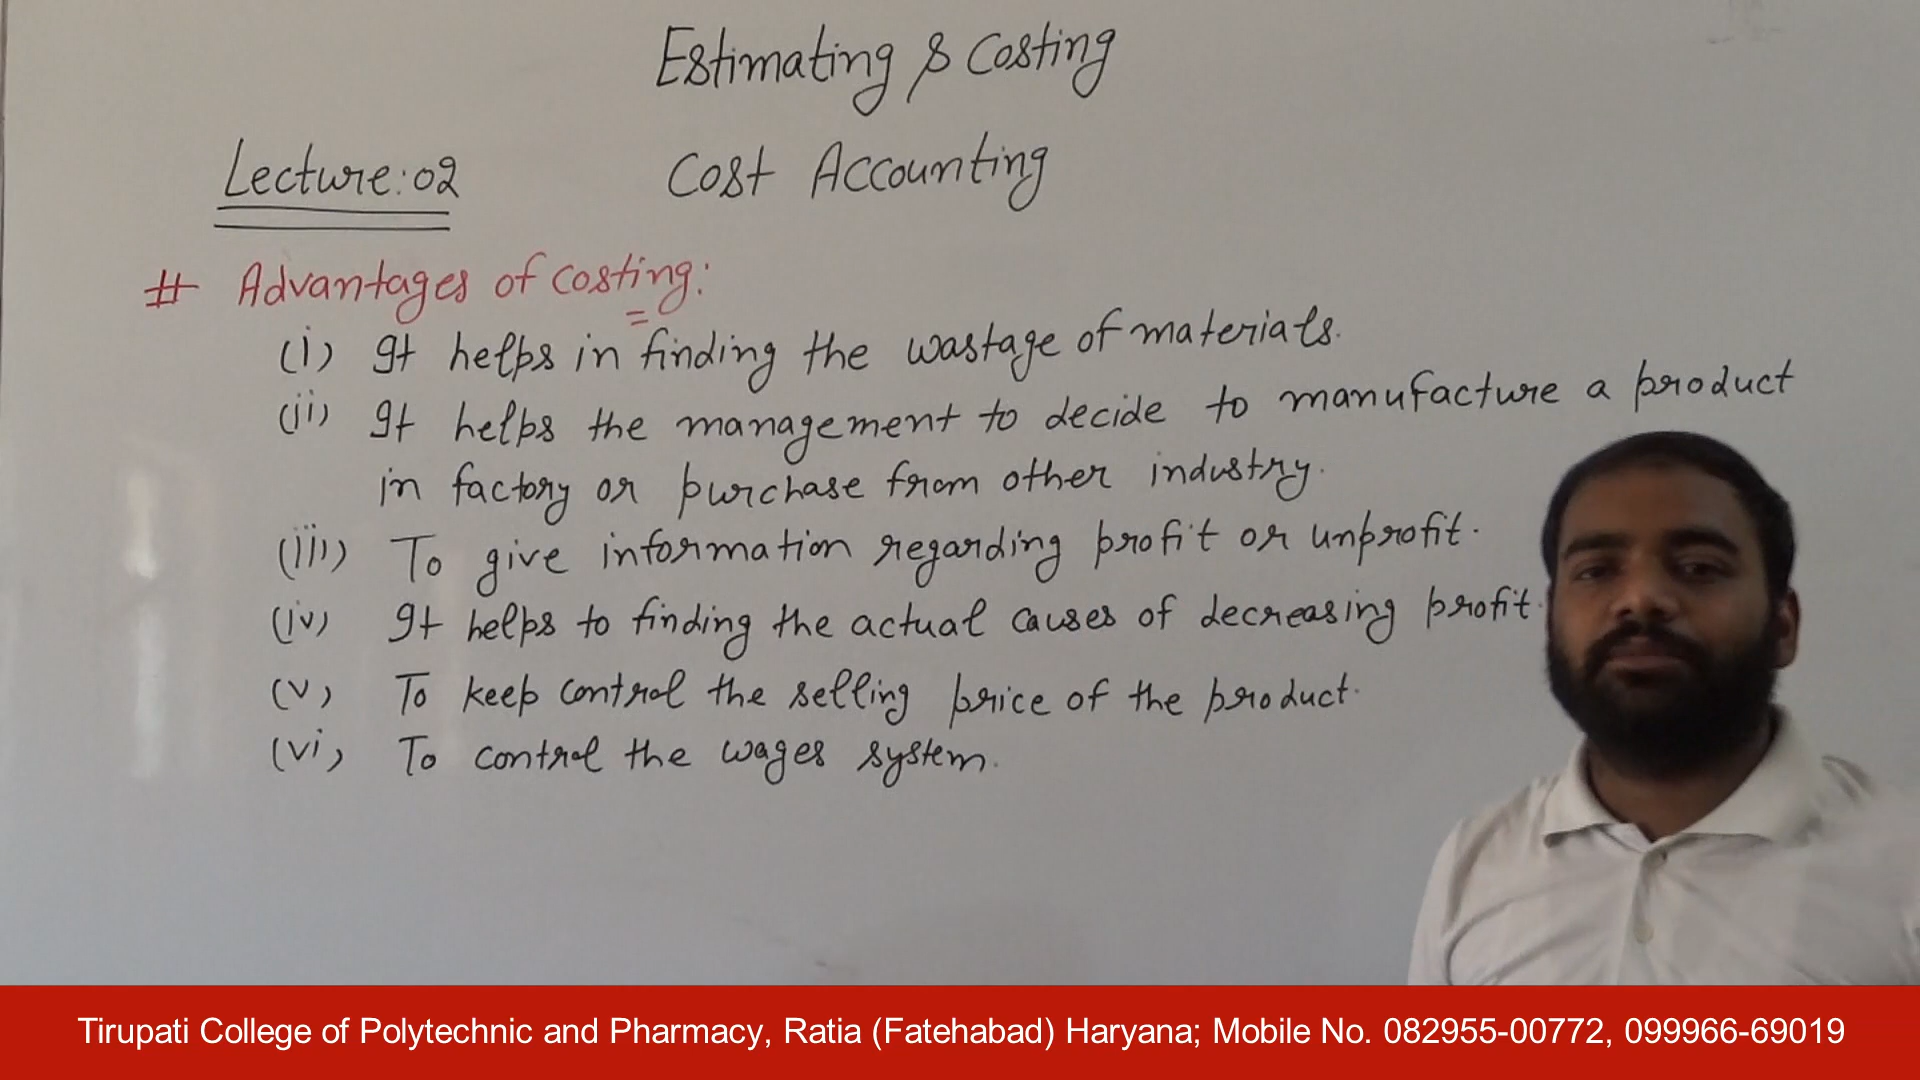 Estimating & Costing
Lecture:02 Cost Accounting
# Advantages of costing:
(i) It helps in finding the wastage of materials.
(ii) It helps the management to decide to manufacture a product
in factory or purchase from other industry.
(iii) To give information regarding profit or unprofit.
(iv) It helps to finding the actual causes of decreasing profit.
(v) To keep control the selling price of the product.
(vi) To control the wages system.
Tirupati College of Polytechnic and Pharmacy, Ratia (Fatehabad) Haryana; Mobile No. 082955-00772, 099966-69019